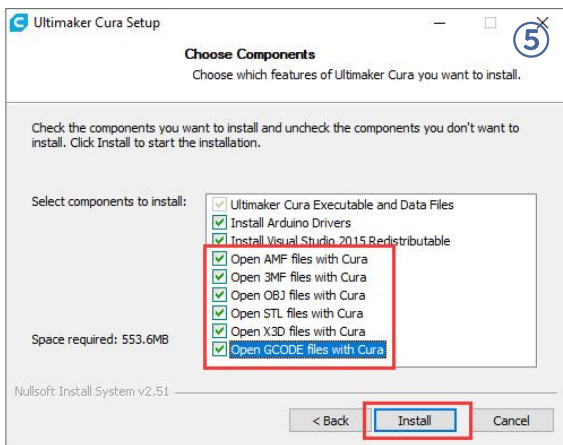 Ultimaker Cura Setup
⑤
Choose Components
Choose which features of Ultimaker Cura you want to install.
Check the components you want to install and uncheck the components you don't want to
install. Click Install to start the installation.
Select components to install:
Ultimaker Cura Executable and Data Files
Install Arduino Drivers
Install Visual Studio 2015 Redistributable
Open AMF files with Cura
Open 3MF files with Cura
Open OBJ files with Cura
Open STL files with Cura
Open X3D files with Cura
Open GCODE files with Cura
Space required: 553.6MB
Nullsoft Install System v2.51
< Back
Install
Cancel